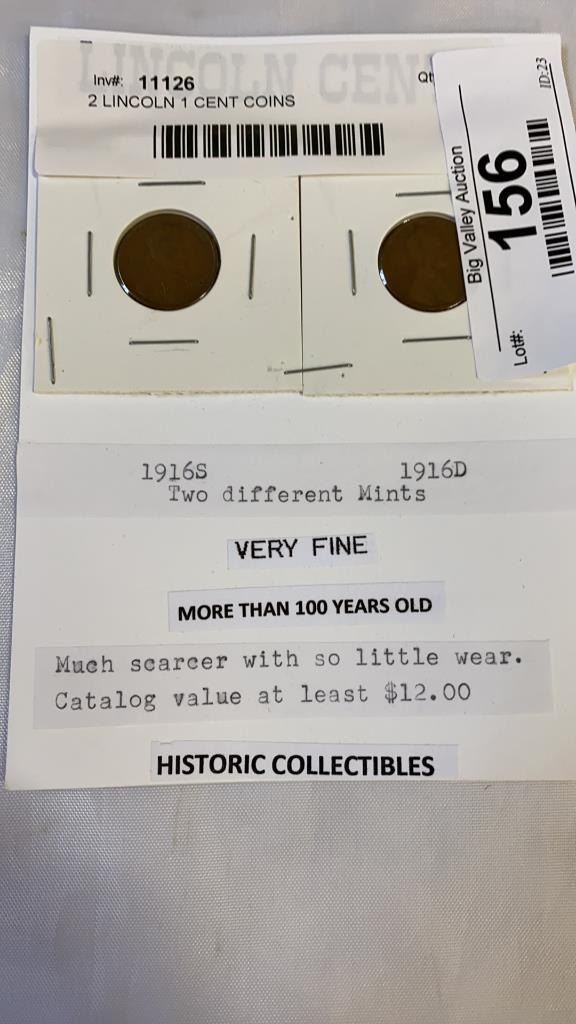 LINCOLN CEN
Inv#: 11126
Qt
2 LINCOLN 1 CENT COINS
Big Valley Auction
Lot#: 156
ID:23
1916S 1916D
Two different Mints
VERY FINE
MORE THAN 100 YEARS OLD
Much scarcer with so little wear.
Catalog value at least $12.00
HISTORIC COLLECTIBLES